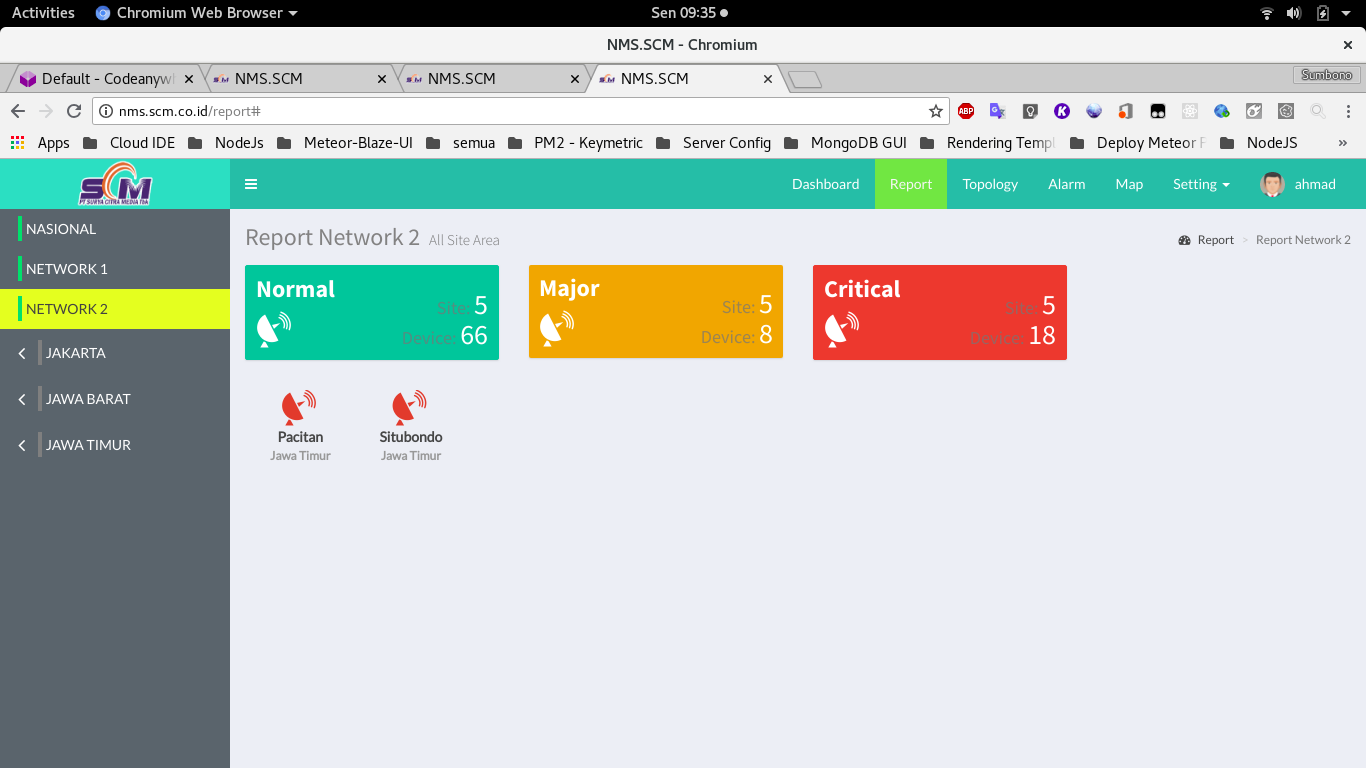 Activities Chromium Web Browser Sen 09:35
NMS.SCM - Chromium
Default - Codeanyw NMS.SCM NMS.SCM NMS.SCM Sumbono
nms.scm.co.id/report# ABP
Apps Cloud IDE NodeJs Meteor-Blaze-UI semua PM2 - Keymetric Server Config MongoDB GUI Rendering Templ Deploy Meteor F NodeJS »
SCM
PT SURYA CITRA MEDIA Tbk
Dashboard Report Topology Alarm Map Setting ahmad
NASIONAL
NETWORK 1
NETWORK 2
JAKARTA
JAWA BARAT
JAWA TIMUR
Report Network 2 All Site Area
Report > Report Network 2
Normal
Site: 5
Device: 66
Major
Site: 5
Device: 8
Critical
Site: 5
Device: 18
Pacitan
Jawa Timur
Situbondo
Jawa Timur